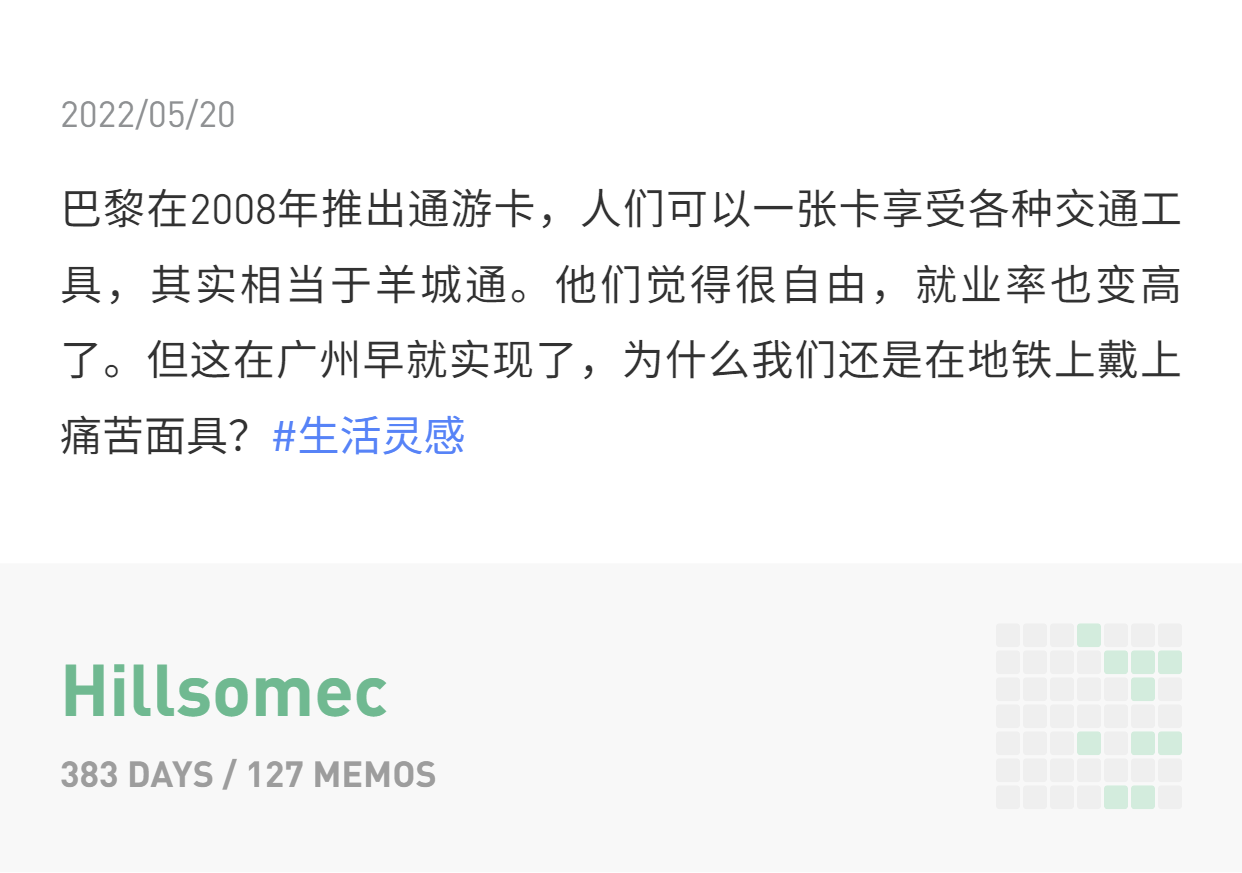 2022/05/20
巴黎在2008年推出通游卡，人们可以一张卡享受各种交通工
具，其实相当于羊城通。他们觉得很自由，就业率也变高
了。但这在广州早就实现了，为什么我们还是在地铁上戴上
痛苦面具？#生活灵感
Hillsomec
383 DAYS / 127 MEMOS